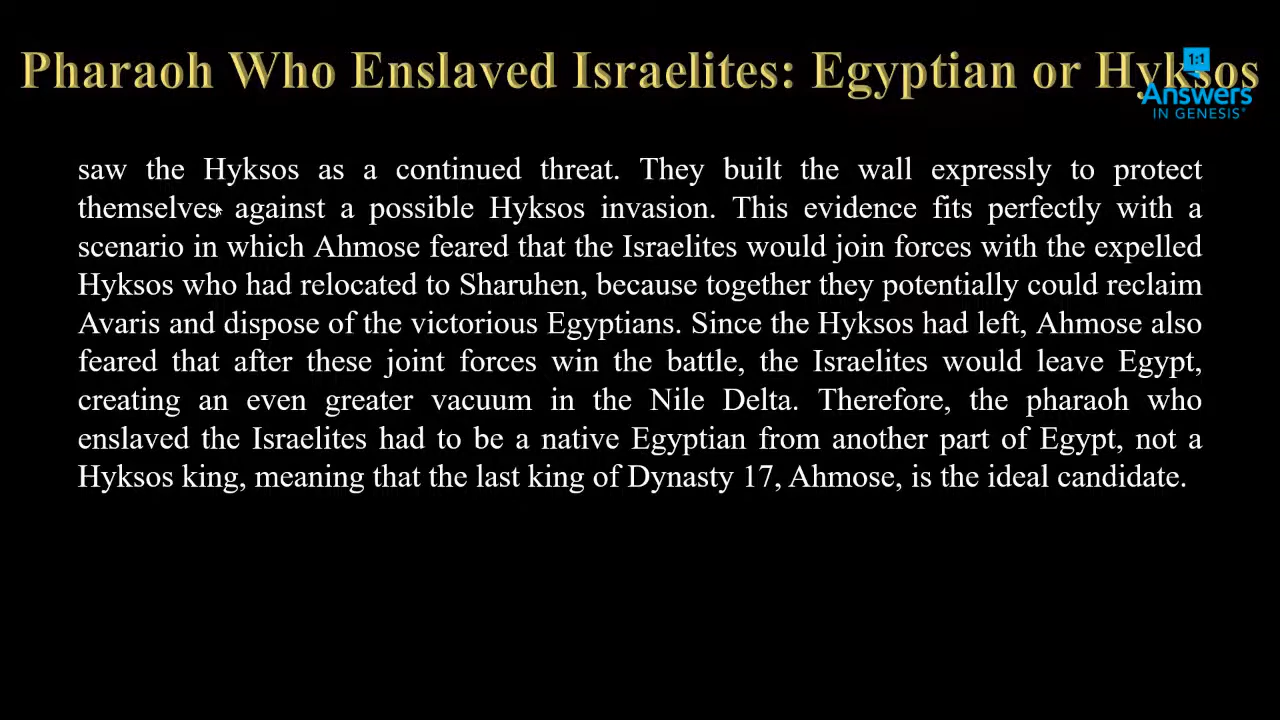 Pharaoh Who Enslaved Israelites: Egyptian or Hyksos
1:1
Answers
IN GENESIS
saw the Hyksos as a continued threat. They built the wall expressly to protect
themselves against a possible Hyksos invasion. This evidence fits perfectly with a
scenario in which Ahmose feared that the Israelites would join forces with the expelled
Hyksos who had relocated to Sharuhen, because together they potentially could reclaim
Avaris and dispose of the victorious Egyptians. Since the Hyksos had left, Ahmose also
feared that after these joint forces win the battle, the Israelites would leave Egypt,
creating an even greater vacuum in the Nile Delta. Therefore, the pharaoh who
enslaved the Israelites had to be a native Egyptian from another part of Egypt, not a
Hyksos king, meaning that the last king of Dynasty 17, Ahmose, is the ideal candidate.